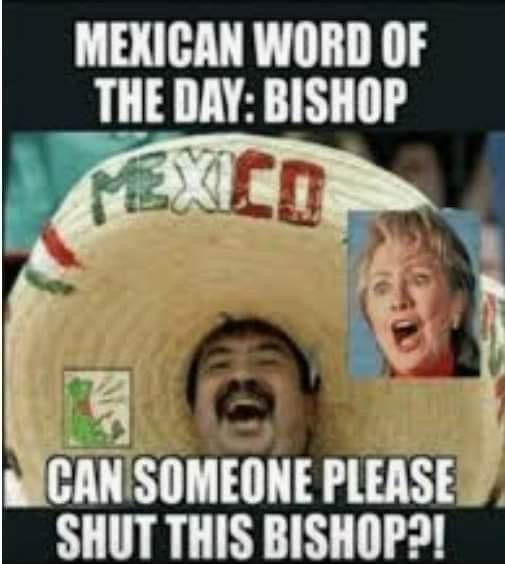 MEXICAN WORD OF
THE DAY: BISHOP
MEXICO
CAN SOMEONE PLEASE
SHUT THIS BISHOP?!